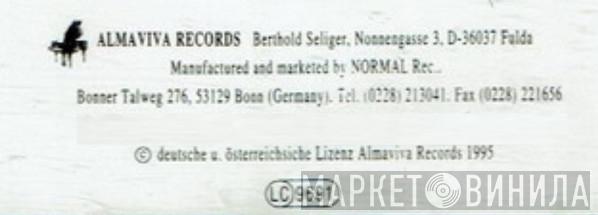 ALMAVIVA RECORDS Berthold Seliger, Nonnengasse 3, D-36037 Fulda
Manufactured and marketed by NORMAL Rec..
Bonner Talweg 276, 53129 Bonn (Germany). Tel. (0228) 213041. Fax (0228) 221656
© deutsche u. österreichsiche Lizenz Almaviva Records 1995
LC 9691
МАРКЕТ ВИНИЛА